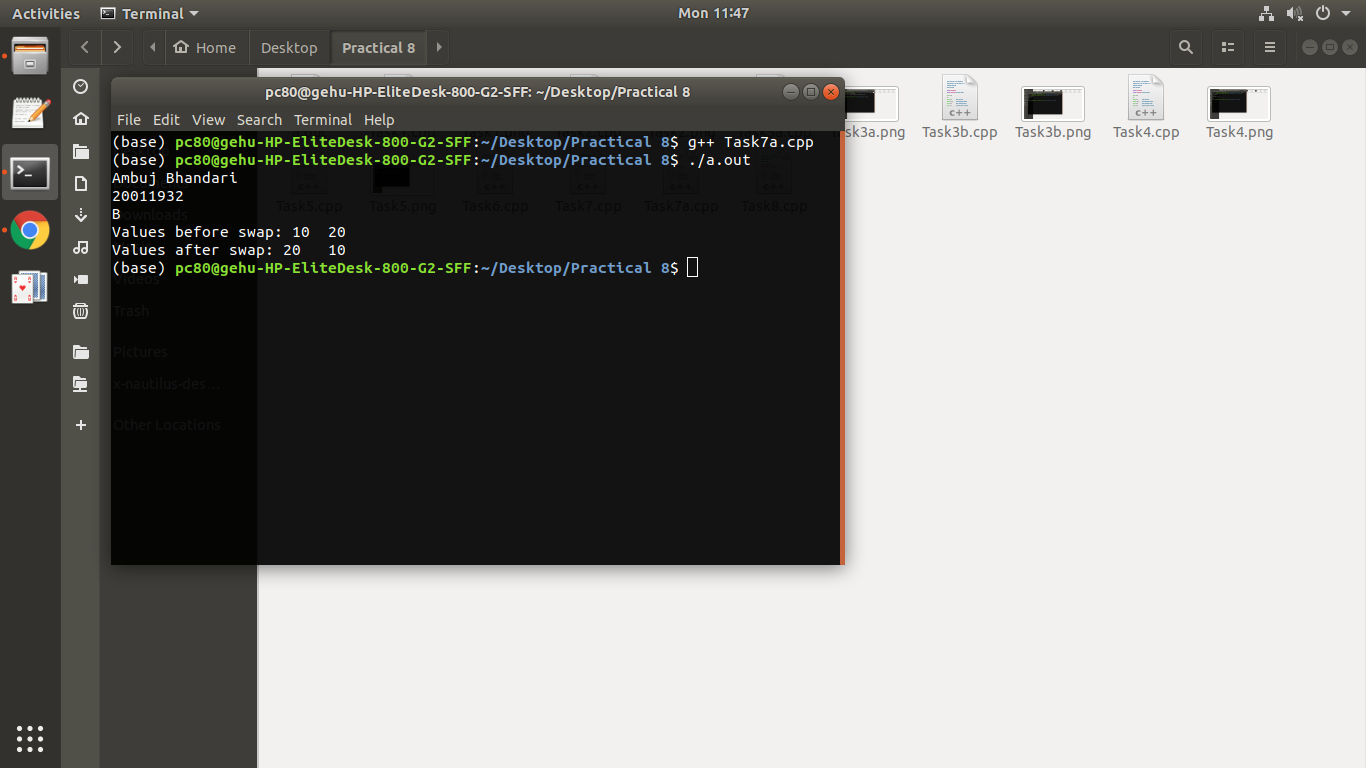 Activities Terminal Mon 11:47
Home Desktop Practical 8
pc80@gehu-HP-EliteDesk-800-G2-SFF: ~/Desktop/Practical 8
File Edit View Search Terminal Help
(base) pc80@gehu-HP-EliteDesk-800-G2-SFF:~/Desktop/Practical 8$ g++ Task7a.cpp
(base) pc80@gehu-HP-EliteDesk-800-G2-SFF:~/Desktop/Practical 8$ ./a.out
Ambuj Bhandari
20011932
B
Values before swap: 10 20
Values after swap: 20 10
(base) pc80@gehu-HP-EliteDesk-800-G2-SFF:~/Desktop/Practical 8$
Task3b.cpp Task3b.png Task4.cpp Task4.png
Task5.cpp Task5.png Task6.cpp Task7.cpp Task7a.cpp Task8.cpp
Videos
Trash
Pictures
x-nautilus-des...
Other Locations